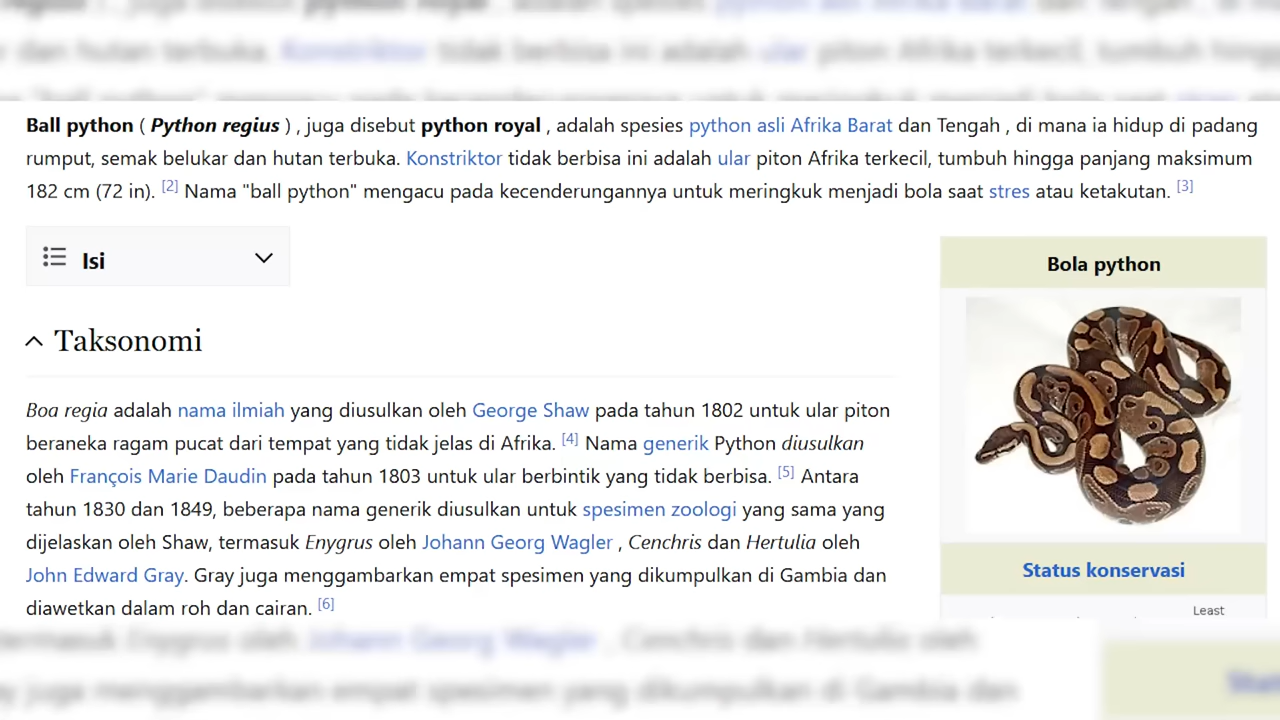 Ball python ( Python regius ) , juga disebut python royal , adalah spesies python asli Afrika Barat dan Tengah , di mana ia hidup di padang
rumput, semak belukar dan hutan terbuka. Konstriktor tidak berbisa ini adalah ular piton Afrika terkecil, tumbuh hingga panjang maksimum
182 cm (72 in). [2] Nama "ball python" mengacu pada kecenderungannya untuk meringkuk menjadi bola saat stres atau ketakutan. [3]
Isi
Bola python
Taksonomi
Boa regia adalah nama ilmiah yang diusulkan oleh George Shaw pada tahun 1802 untuk ular piton
beraneka ragam pucat dari tempat yang tidak jelas di Afrika. [4] Nama generik Python diusulkan
oleh François Marie Daudin pada tahun 1803 untuk ular berbintik yang tidak berbisa. [5] Antara
tahun 1830 dan 1849, beberapa nama generik diusulkan untuk spesimen zoologi yang sama yang
dijelaskan oleh Shaw, termasuk Enygrus oleh Johann Georg Wagler , Cenchris dan Hertulia oleh
John Edward Gray. Gray juga menggambarkan empat spesimen yang dikumpulkan di Gambia dan
diawetkan dalam roh dan cairan. [6]
Status konservasi
Least